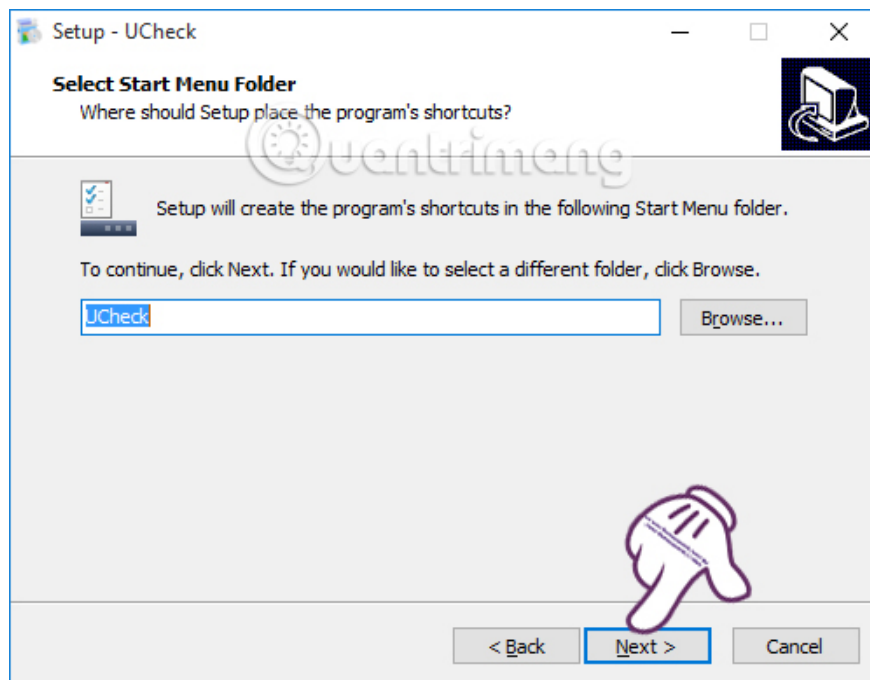 Setup - UCheck
Select Start Menu Folder
Where should Setup place the program's shortcuts?
Quantrimang
Setup will create the program's shortcuts in the following Start Menu folder.
To continue, click Next. If you would like to select a different folder, click Browse.
UCheck
Browse...
< Back
Next >
Cancel